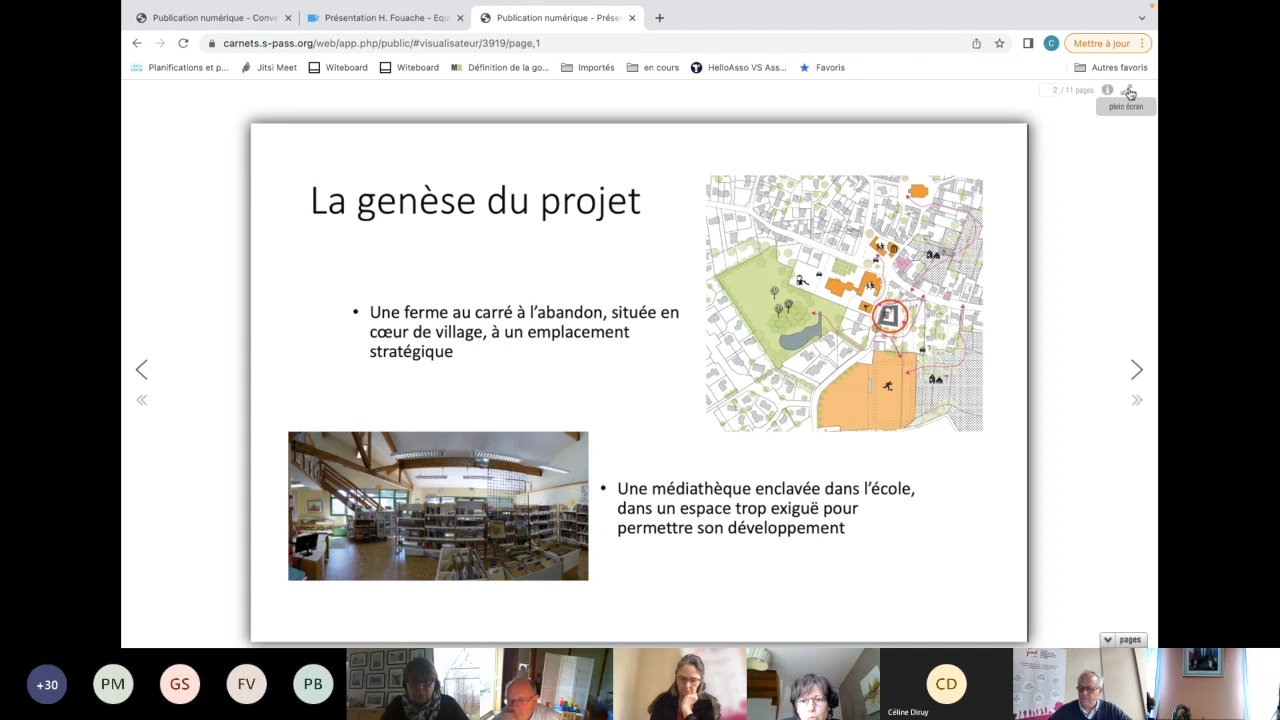 Publication numérique - Conve
Présentation H. Fouache - Equ
Publication numérique - Prése
carnets.s-pass.org/web/app.php/public/#visualisateur/3919/page,1
C
Mettre à jour
Planifications et p...
Jitsi Meet
Witeboard
Witeboard
Définition de la go...
Importés
en cours
HelloAsso VS Ass...
Favoris
Autres favoris
2 / 11 pages
plein écran
La genèse du projet
• Une ferme au carré à l'abandon, située en
cœur de village, à un emplacement
stratégique
• Une médiathèque enclavée dans l'école,
dans un espace trop exiguë pour
permettre son développement
pages
+30
PM
GS
FV
PB
CD
Céline Diruy